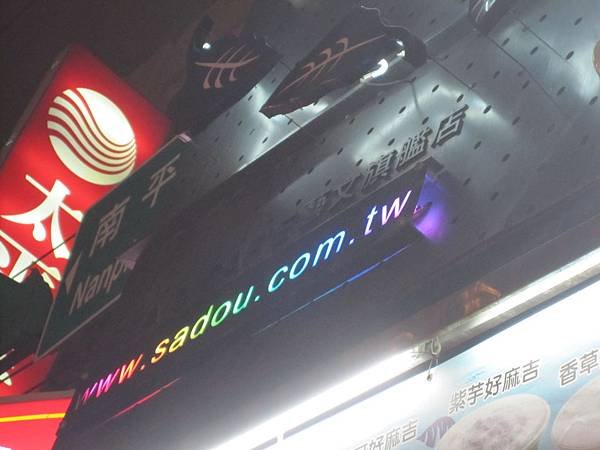 南平
Nanp
旗艦店
www.sadou.com.tw
紫芋好麻吉
香草
好麻吉